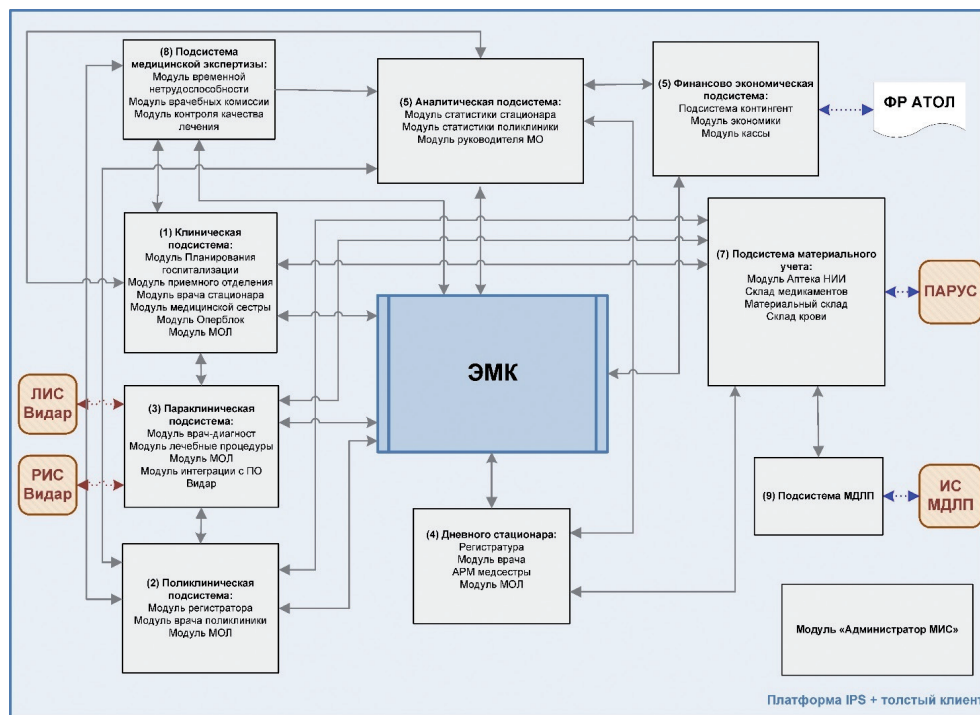 (8) Подсистема
медицинской экспертизы:
Модуль временной
нетрудоспособности
Модуль врачебных комиссии
Модуль контроля качества
лечения
(5) Аналитическая подсистема:
Модуль статистики стационара
Модуль статистики поликлиники
Модуль руководителя МО
(5) Финансово экономическая
подсистема:
Подсистема контингент
Модуль экономики
Модуль кассы
ФР АТОЛ
(1) Клиническая
подсистема:
Модуль Планирования
госпитализации
Модуль приемного отделения
Модуль врача стационара
Модуль медицинской сестры
Модуль Оперблок
Модуль МОЛ
(7) Подсистема материального
учета:
Модуль Аптека НИИ
Склад медикаментов
Материальный склад
Склад крови
ПАРУС
ЭМК
ЛИС
Видар
РИС
Видар
(3) Параклиническая
подсистема:
Модуль врач-диагност
Модуль лечебные процедуры
Модуль МОЛ
Модуль интеграции с ПО
Видар
(9) Подсистема МДЛП
ИС
МДЛП
(4) Дневного стационара:
Регистратура
Модуль врача
АРМ медсестры
Модуль МОЛ
(2) Поликлиническая
подсистема:
Модуль регистратора
Модуль врача поликлиники
Модуль МОЛ
Модуль «Администратор МИС»
Платформа IPS + толстый клиент